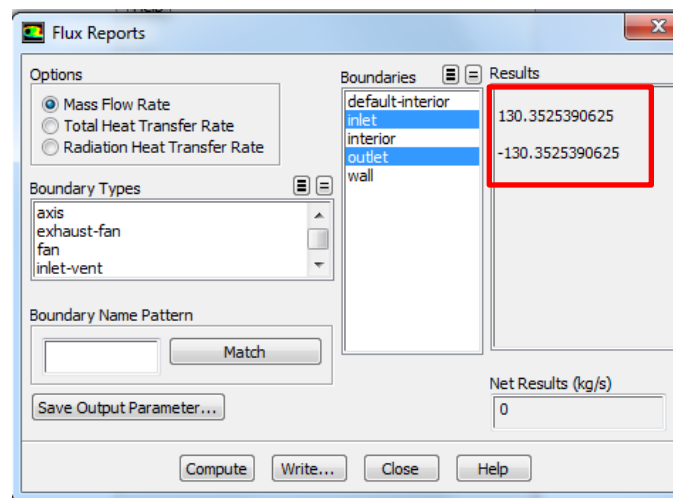 Flux Reports
Options
Mass Flow Rate
Total Heat Transfer Rate
Radiation Heat Transfer Rate
Boundary Types
axis
exhaust-fan
fan
inlet-vent
Boundary Name Pattern
Match
Save Output Parameter...
Boundaries
default-interior
inlet
interior
outlet
wall
Results
130.3525390625
-130.3525390625
Net Results (kg/s)
0
Compute
Write...
Close
Help